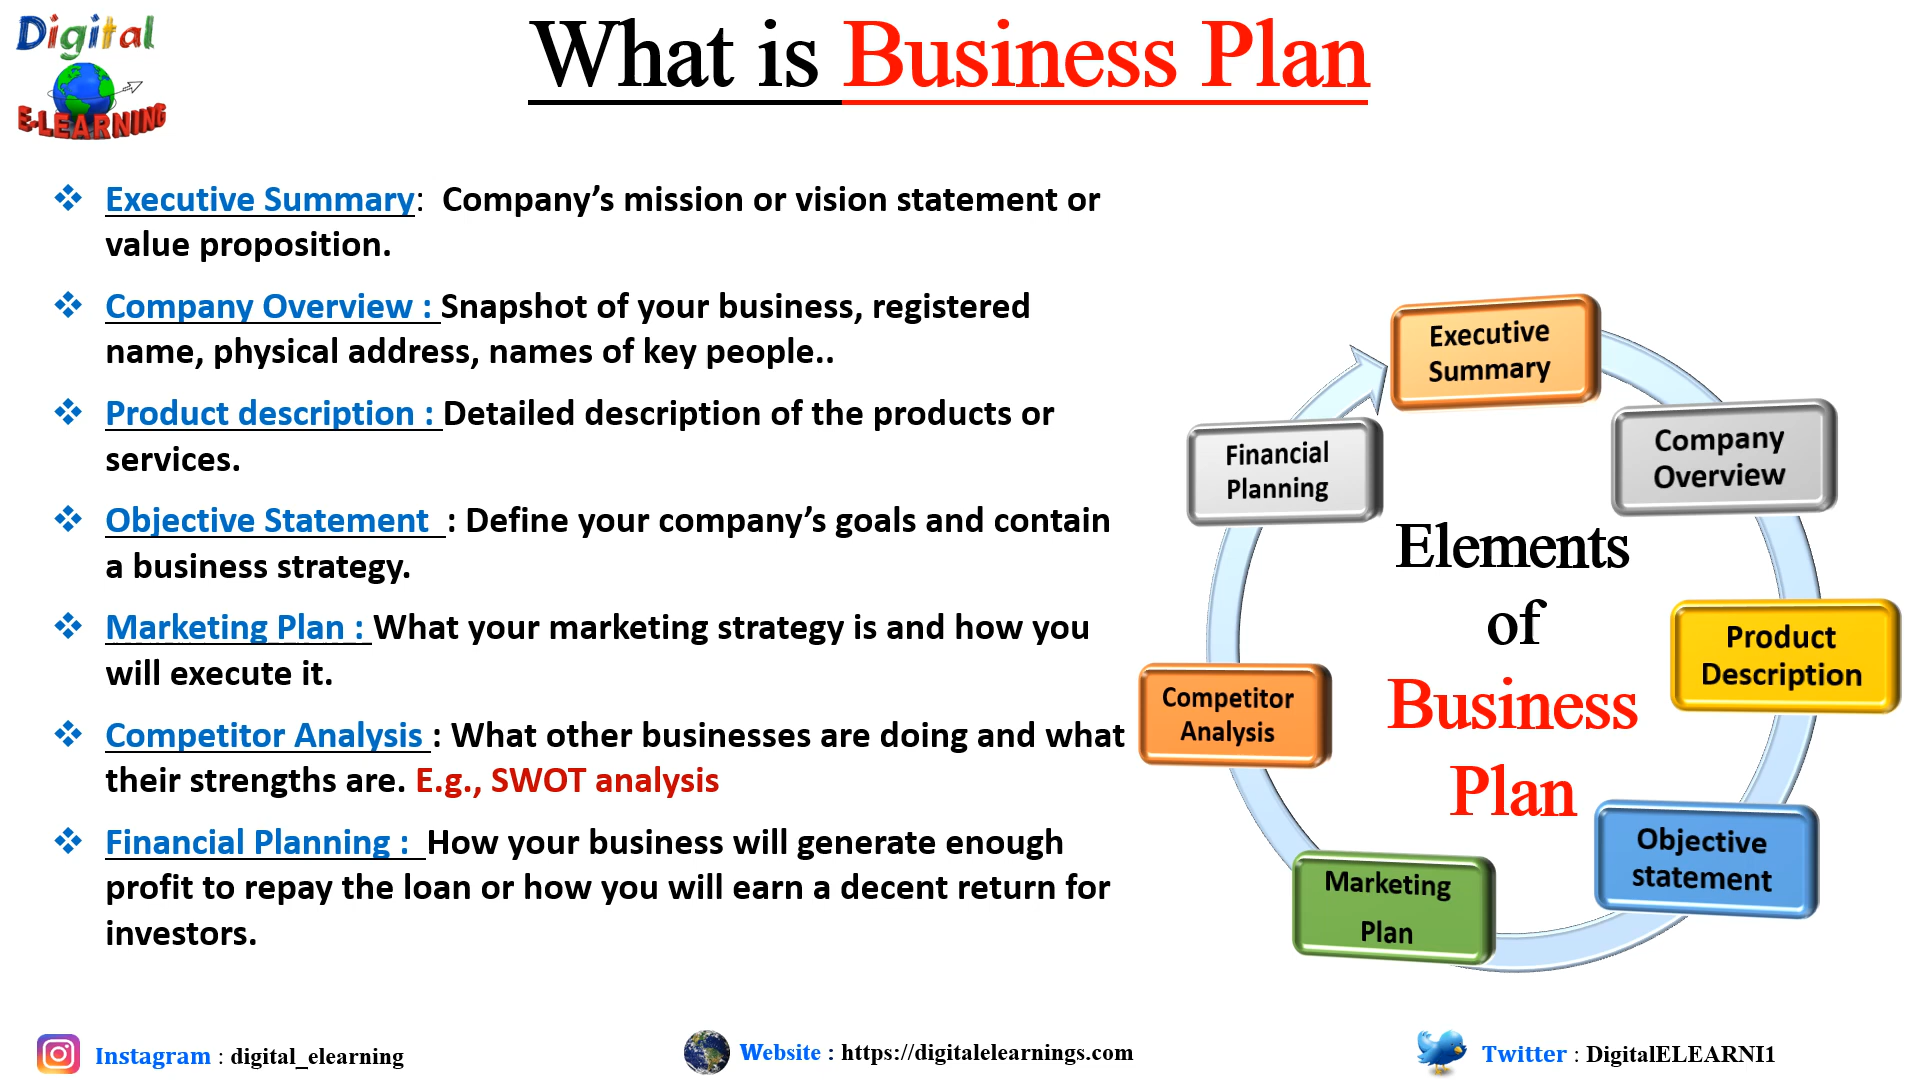 Digital
E-LEARNING
What is Business Plan
❖ Executive Summary:  Company’s mission or vision statement or
value proposition.
❖ Company Overview : Snapshot of your business, registered
name, physical address, names of key people..
❖ Product description : Detailed description of the products or
services.
❖ Objective Statement  : Define your company’s goals and contain
a business strategy.
❖ Marketing Plan : What your marketing strategy is and how you
will execute it.
❖ Competitor Analysis : What other businesses are doing and what
their strengths are. E.g., SWOT analysis
❖ Financial Planning :  How your business will generate enough
profit to repay the loan or how you will earn a decent return for
investors.
Executive
Summary
Company
Overview
Product
Description
Objective
statement
Marketing
Plan
Competitor
Analysis
Financial
Planning
Elements
of
Business
Plan
Instagram : digital_elearning
Website : https://digitalelearnings.com
Twitter : DigitalELEARNI1